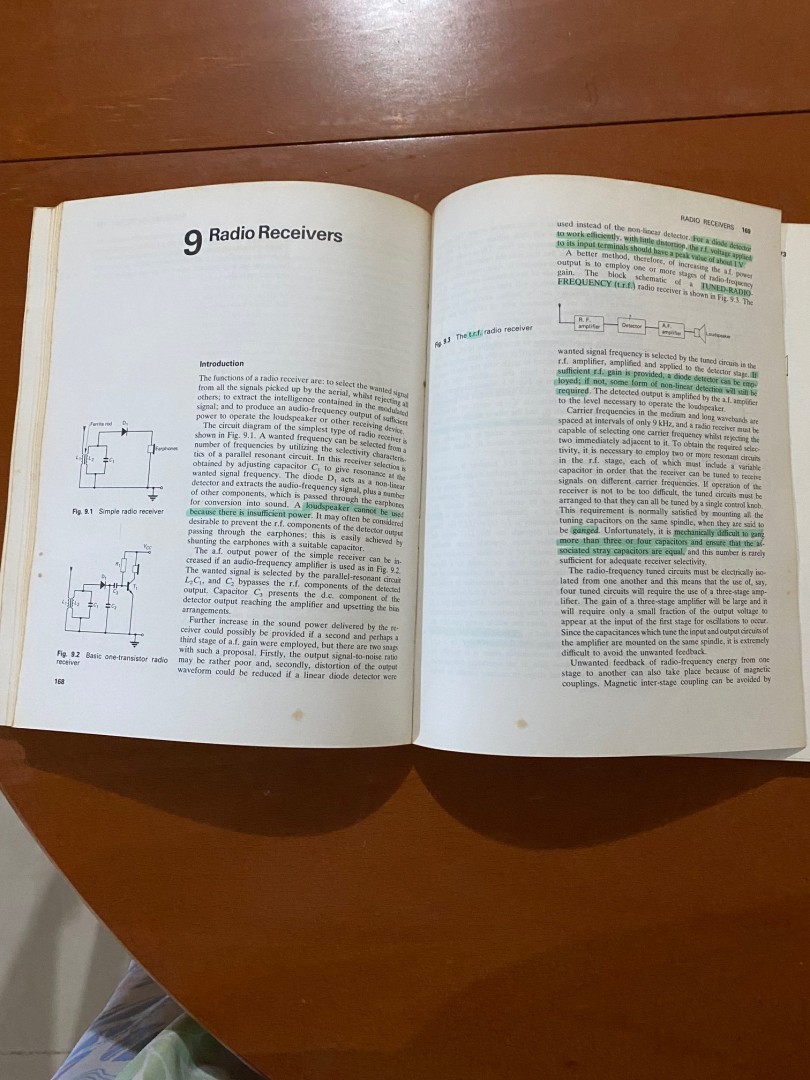 9 Radio Receivers
Introduction
The functions of a radio receiver are: to select the wanted signal
from all the signals picked up by the aerial, whilst rejecting all
others; to extract the intelligence contained in the modulated
signal; and to produce an audio-frequency output of sufficient
power to operate the loudspeaker or other receiving device.
The circuit diagram of the simplest type of radio receiver is
shown in Fig. 9.1. A wanted frequency can be selected from a
number of frequencies by utilizing the selectivity characteris-
tics of a parallel resonant circuit. In this receiver selection is
obtained by adjusting capacitor C₁ to give resonance at the
wanted signal frequency. The diode D₁ acts as a non-linear
detector and extracts the audio-frequency signal, plus a number
of other components, which is passed through the earphones
for conversion into sound. A loudspeaker cannot be used
because there is insufficient power. It may often be considered
desirable to prevent the r.f. components of the detector output
passing through the earphones; this is easily achieved by
shunting the earphones with a suitable capacitor.
The a.f. output power of the simple receiver can be in-
creased if an audio-frequency amplifier is used as in Fig. 9.2.
The wanted signal is selected by the parallel-resonant circuit
L₂C₁, and C₂ bypasses the r.f. components of the detected
output. Capacitor C₃ presents the d.c. component of the
detector output reaching the amplifier and upsetting the bias
arrangements.
Further increase in the sound power delivered by the re-
ceiver could possibly be provided if a second and perhaps a
third stage of a.f. gain were employed, but there are two snags
with such a proposal. Firstly, the output signal-to-noise ratio
may be rather poor and, secondly, distortion of the output
waveform could be reduced if a linear diode detector were
Ferrite rod
D₁
Earphones
L₁
L₂
C₁
Fig. 9.1 Simple radio receiver
Vcc
R₁
D₁
T₁
L₁
L₂
C₁
C₂
Fig. 9.2 Basic one-transistor radio
receiver
168
RADIO RECEIVERS 169
used instead of the non-linear detector. For a diode detector
to work efficiently, with little distortion, the r.f. voltage applied
to its input terminals should have a peak value of about 1 V.
A better method, therefore, of increasing the a.f. power
output is to employ one or more stages of radio-frequency
gain. The block schematic of a TUNED-RADIO-
FREQUENCY (t.r.f.) radio receiver is shown in Fig. 9.3. The
R.F.
amplifier
Detector
A.F.
amplifier
Loudspeaker
Fig. 9.3 The t.r.f. radio receiver
wanted signal frequency is selected by the tuned circuits in the
r.f. amplifier, amplified and applied to the detector stage. If
sufficient r.f. gain is provided, a diode detector can be emp-
loyed; if not, some form of non-linear detection will still be
required. The detected output is amplified by the a.f. amplifier
to the level necessary to operate the loudspeaker.
Carrier frequencies in the medium and long wavebands are
spaced at intervals of only 9 kHz, and a radio receiver must be
capable of selecting one carrier frequency whilst rejecting the
two immediately adjacent to it. To obtain the required selec-
tivity, it is necessary to employ two or more resonant circuits
in the r.f. stage, each of which must include a variable
capacitor in order that the receiver can be tuned to receive
signals on different carrier frequencies. If operation of the
receiver is not to be too difficult, the tuned circuits must be
arranged to that they can all be tuned by a single control knob.
This requirement is normally satisfied by mounting all the
tuning capacitors on the same spindle, when they are said to
be ganged. Unfortunately, it is mechanically difficult to gang
more than three or four capacitors and ensure that the as-
sociated stray capacitors are equal, and this number is rarely
sufficient for adequate receiver selectivity.
The radio-frequency tuned circuits must be electrically iso-
lated from one another and this means that the use of, say,
four tuned circuits will require the use of a three-stage amp-
lifier. The gain of a three-stage amplifier will be large and it
will require only a small fraction of the output voltage to
appear at the input of the first stage for oscillations to occur.
Since the capacitances which tune the input and output circuits of
the amplifier are mounted on the same spindle, it is extremely
difficult to avoid the unwanted feedback.
Unwanted feedback of radio-frequency energy from one
stage to another can also take place because of magnetic
couplings. Magnetic inter-stage coupling can be avoided by